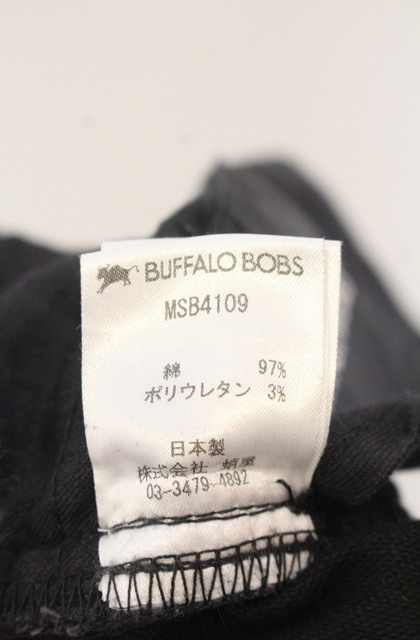 BUFFALO BOBS
MSB4109
綿 97%
ポリウレタン 3%
日本製
株式会社
03-3479-4892